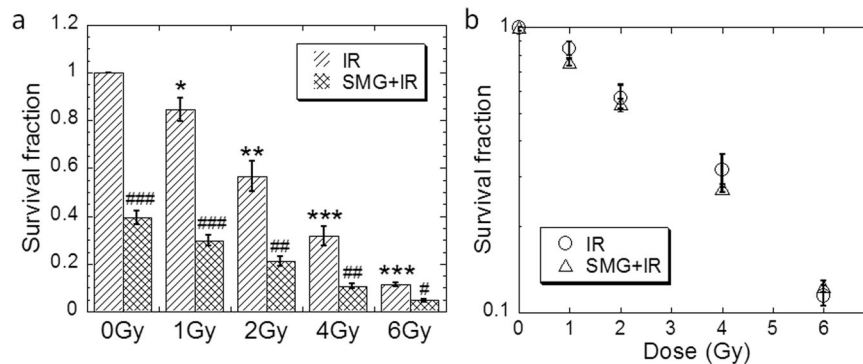 a
Survival fraction
1.2
1
0.8
0.6
0.4
0.2
0
IR
SMG+IR
*
**
***
***
###
###
##
##
#
0Gy 1Gy 2Gy 4Gy 6Gy
b
Survival fraction
1
0.1
IR
SMG+IR
0 1 2 3 4 5 6
Dose (Gy)